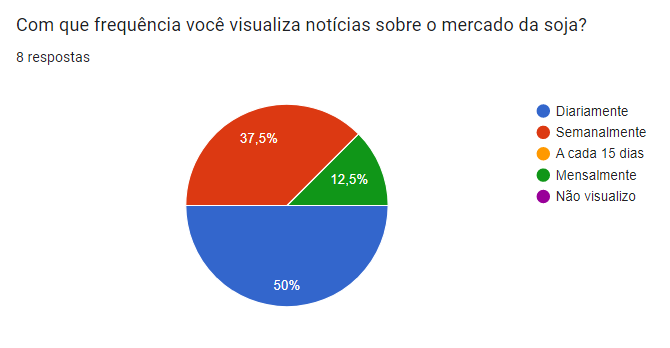 Com que frequência você visualiza notícias sobre o mercado da soja?
8 respostas
37,5%
12,5%
50%
Diariamente
Semanalmente
A cada 15 dias
Mensalmente
Não visualizo